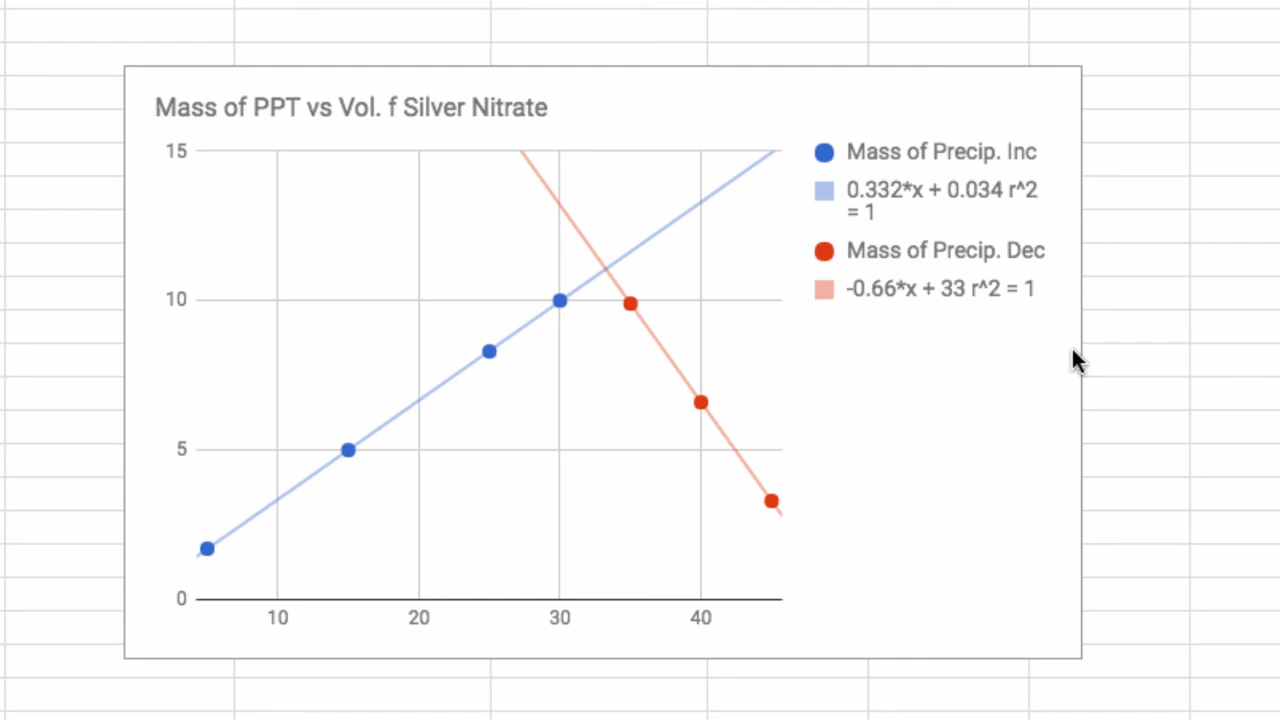 Mass of PPT vs Vol. f Silver Nitrate
15
10
5
0
10 20 30 40
Mass of Precip. Inc
0.332*x + 0.034 r^2
= 1
Mass of Precip. Dec
-0.66*x + 33 r^2 = 1